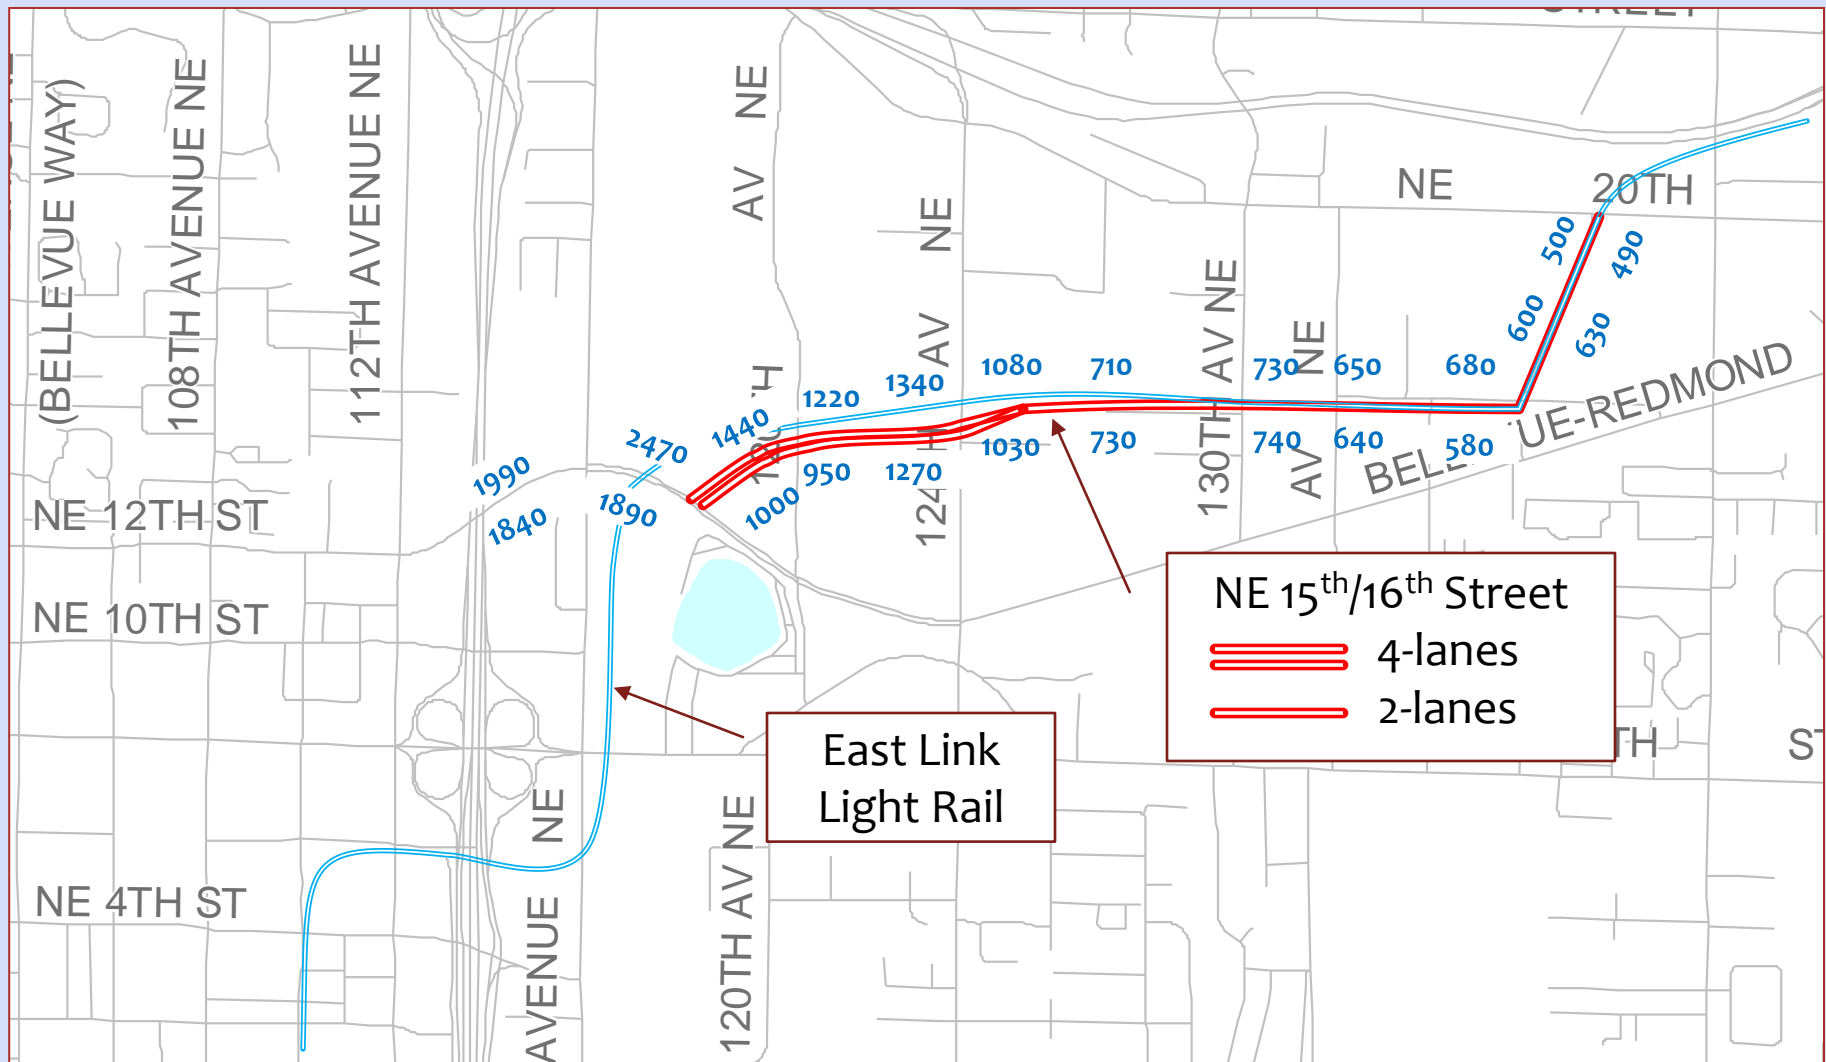 (BELLEVUE WAY)
108TH AVENUE NE
112TH AVENUE NE
AV NE
AV NE
NE 20TH
130TH AV NE
AV NE
500
490
600
630
1080
710
730
650
680
1340
1220
1440
2470
1990
1840
1890
1000
950
1270
1030
730
740
640
580
124
UE-REDMOND
NE 12TH ST
NE 10TH ST
NE 4TH ST
AVENUE NE
120TH AV NE
NE 15th/16th Street
4-lanes
2-lanes
East Link
Light Rail
TH